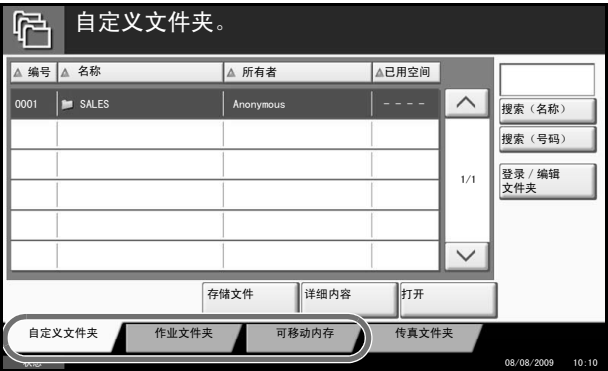 自定义文件夹。
编号 名称 所有者 已用空间
0001 SALES Anonymous - - - -
搜索（名称）
搜索（号码）
1/1
登录 / 编辑
文件夹
存储文件 详细内容 打开
自定义文件夹 作业文件夹 可移动内存 传真文件夹
状态 08/08/2009 10:10